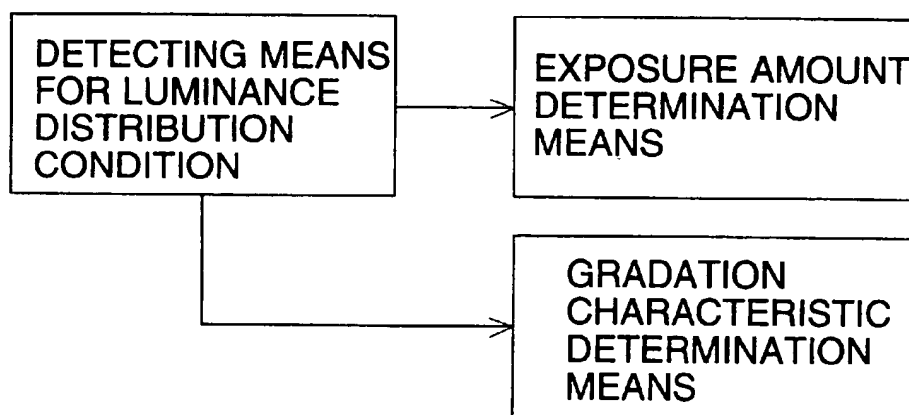 DETECTING MEANS
FOR LUMINANCE
DISTRIBUTION
CONDITION
EXPOSURE AMOUNT
DETERMINATION
MEANS
GRADATION
CHARACTERISTIC
DETERMINATION
MEANS